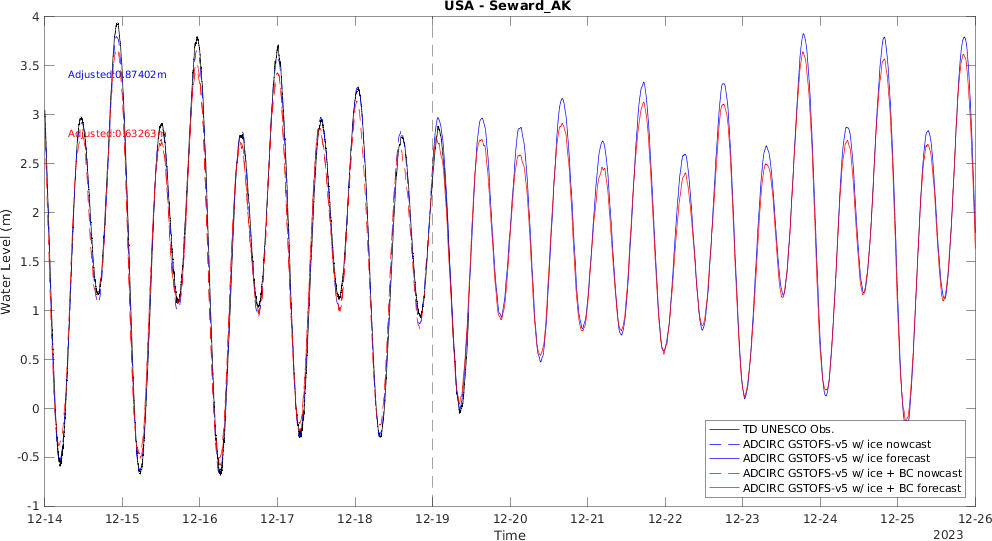 USA - Seward_AK
4
3.5
3
2.5
2
1.5
1
0.5
0
-0.5
-1
Water Level (m)
Adjusted:0.87402m
Adjusted:0.63263m
TD UNESCO Obs.
ADCIRC GSTOFS-v5 w/ ice nowcast
ADCIRC GSTOFS-v5 w/ ice forecast
ADCIRC GSTOFS-v5 w/ ice + BC nowcast
ADCIRC GSTOFS-v5 w/ ice + BC forecast
12-14 12-15 12-16 12-17 12-18 12-19 12-20 12-21 12-22 12-23 12-24 12-25 12-26
Time
2023